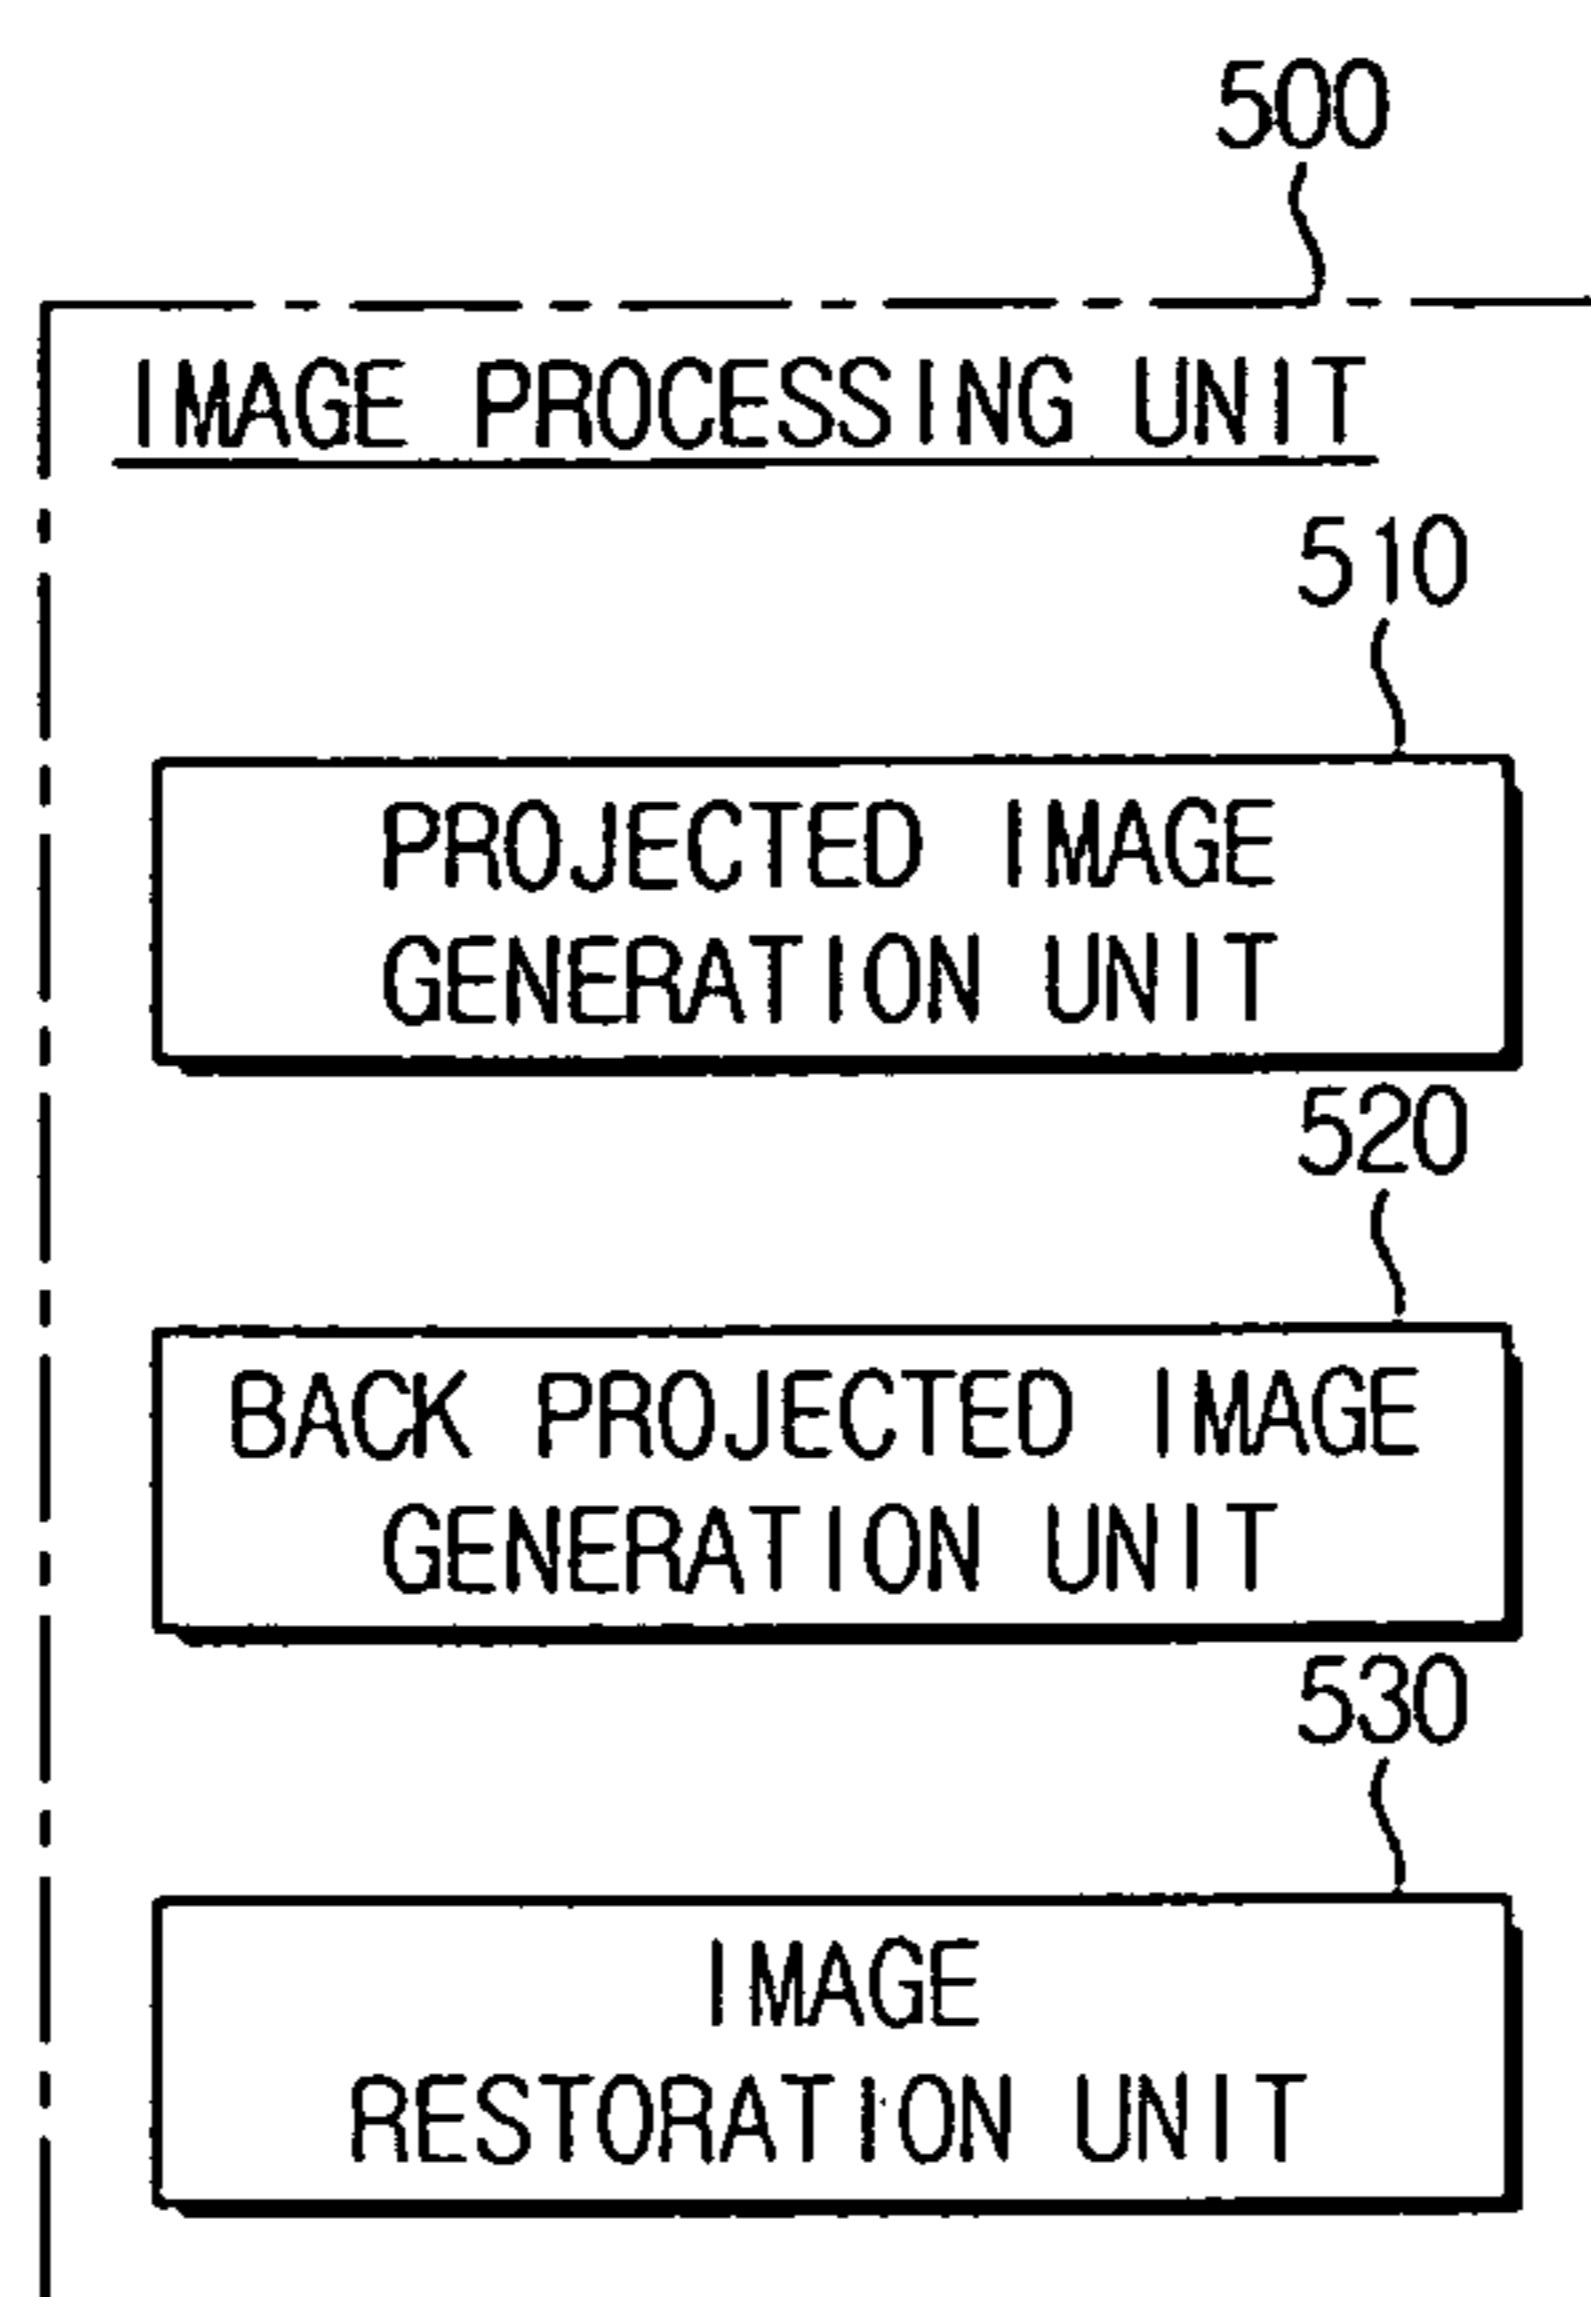 500
IMAGE PROCESSING UNIT
510
PROJECTED IMAGE
GENERATION UNIT
520
BACK PROJECTED IMAGE
GENERATION UNIT
530
IMAGE
RESTORATION UNIT